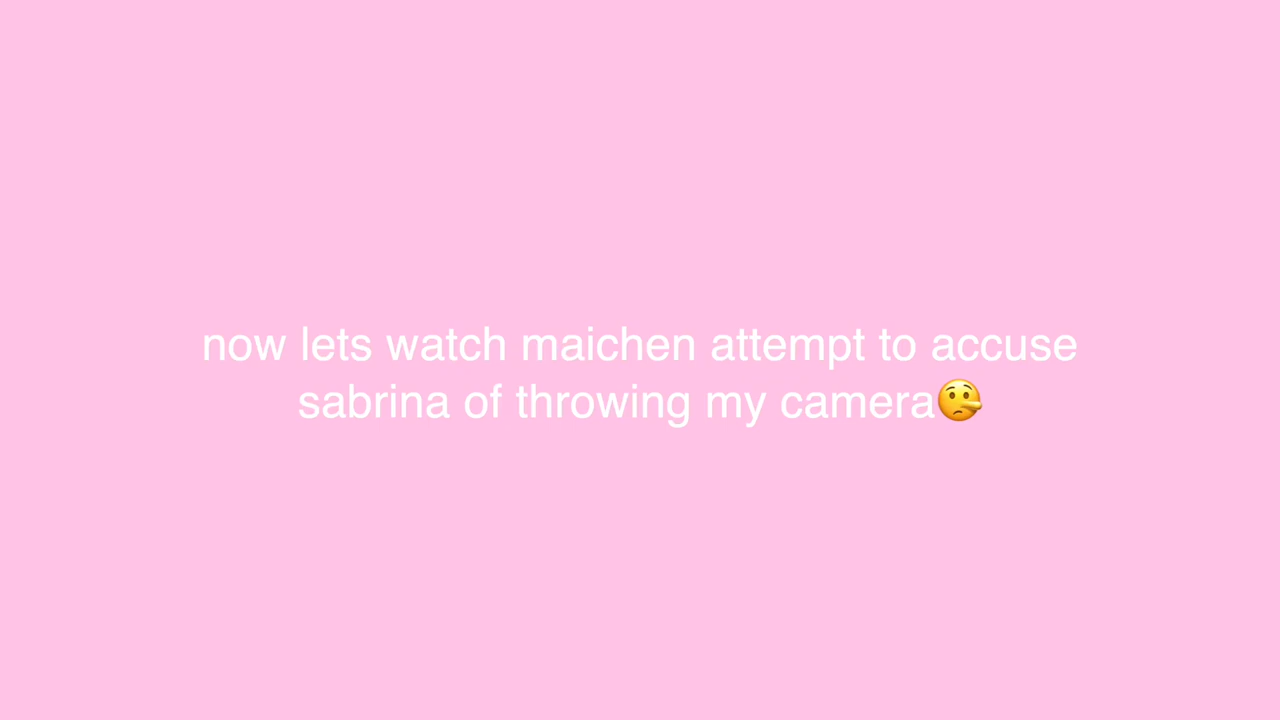 now lets watch maichen attempt to accuse
sabrina of throwing my camera🤥